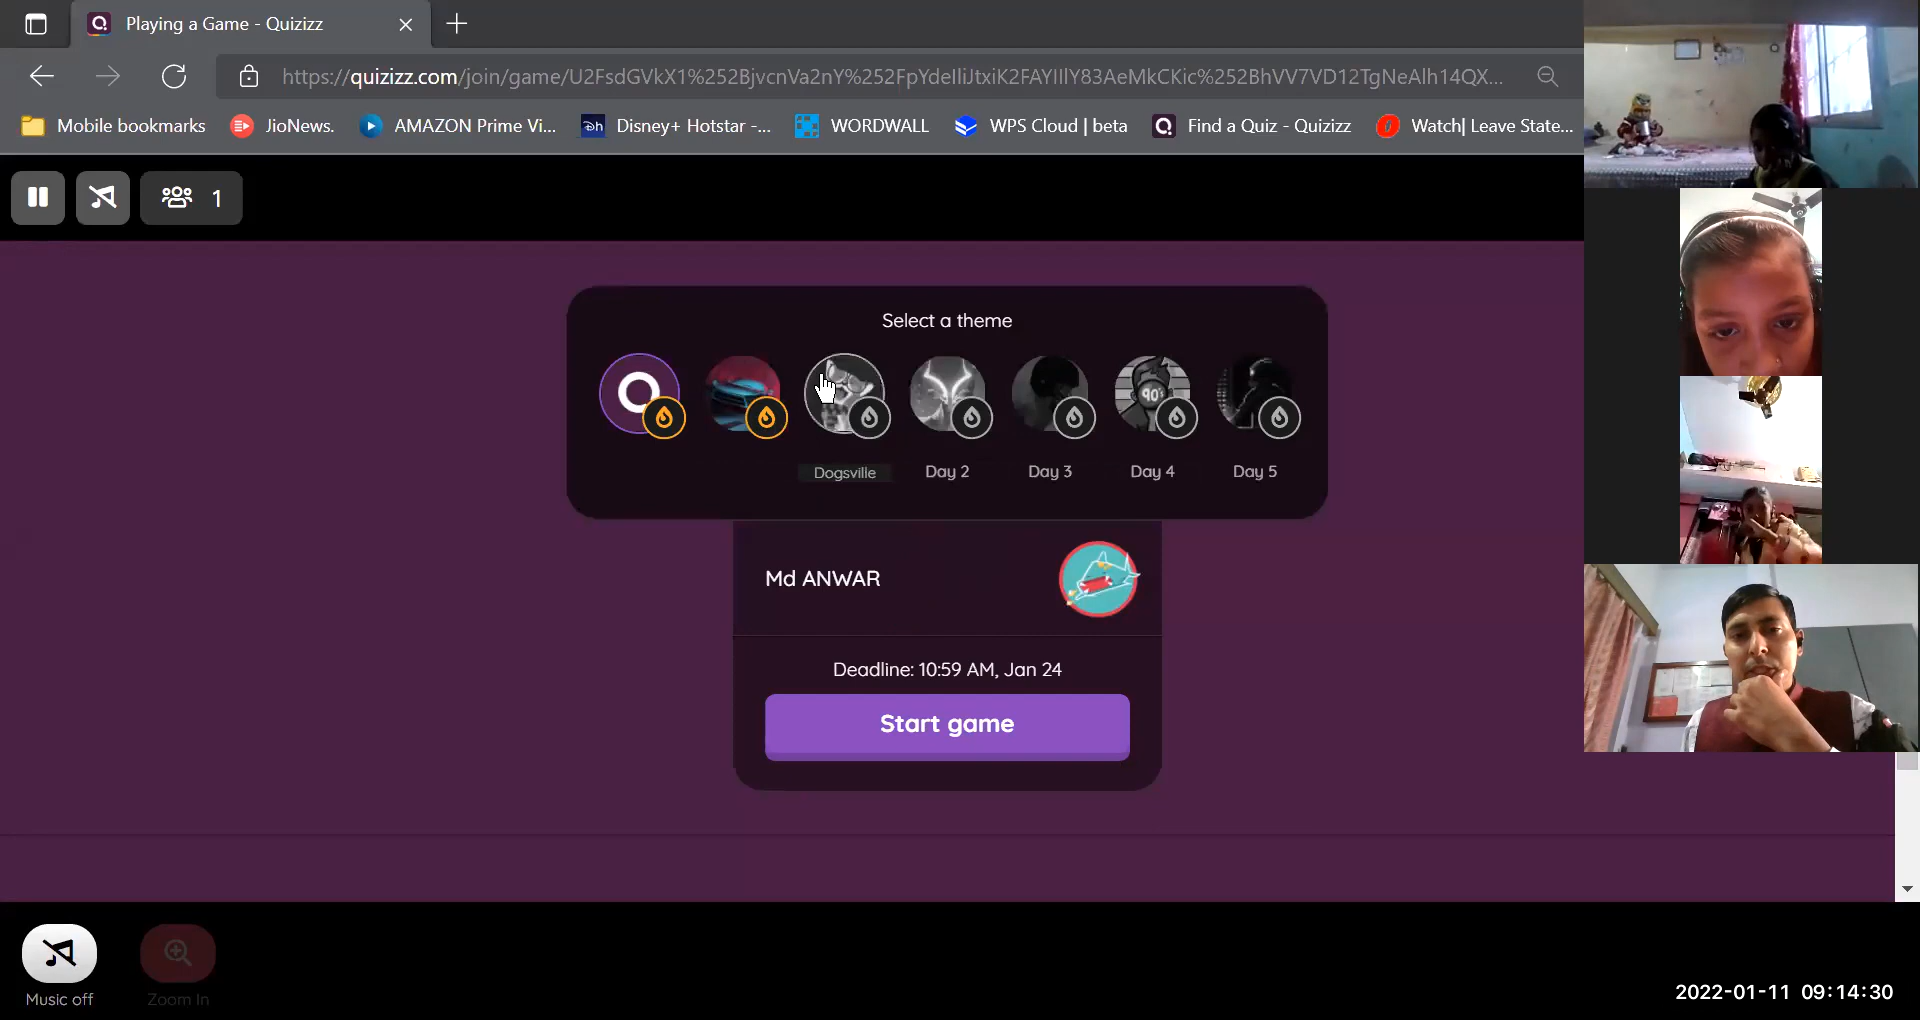 Playing a Game - Quizizz
https://quizizz.com/join/game/U2FsdGVkX1%252BjvcnVa2nY%252FpYdeIliJtxiK2FAYIIlY83AeMkCKic%252BhVV7VD12TgNeAlh14QX...
Mobile bookmarks
JioNews.
AMAZON Prime Vi...
Disney+ Hotstar -...
WORDWALL
WPS Cloud | beta
Find a Quiz - Quizizz
Watch| Leave State...
1
Select a theme
90's
Dogsville
Day 2
Day 3
Day 4
Day 5
Md ANWAR
Deadline: 10:59 AM, Jan 24
Start game
Music off
Zoom In
2022-01-11 09:14:30